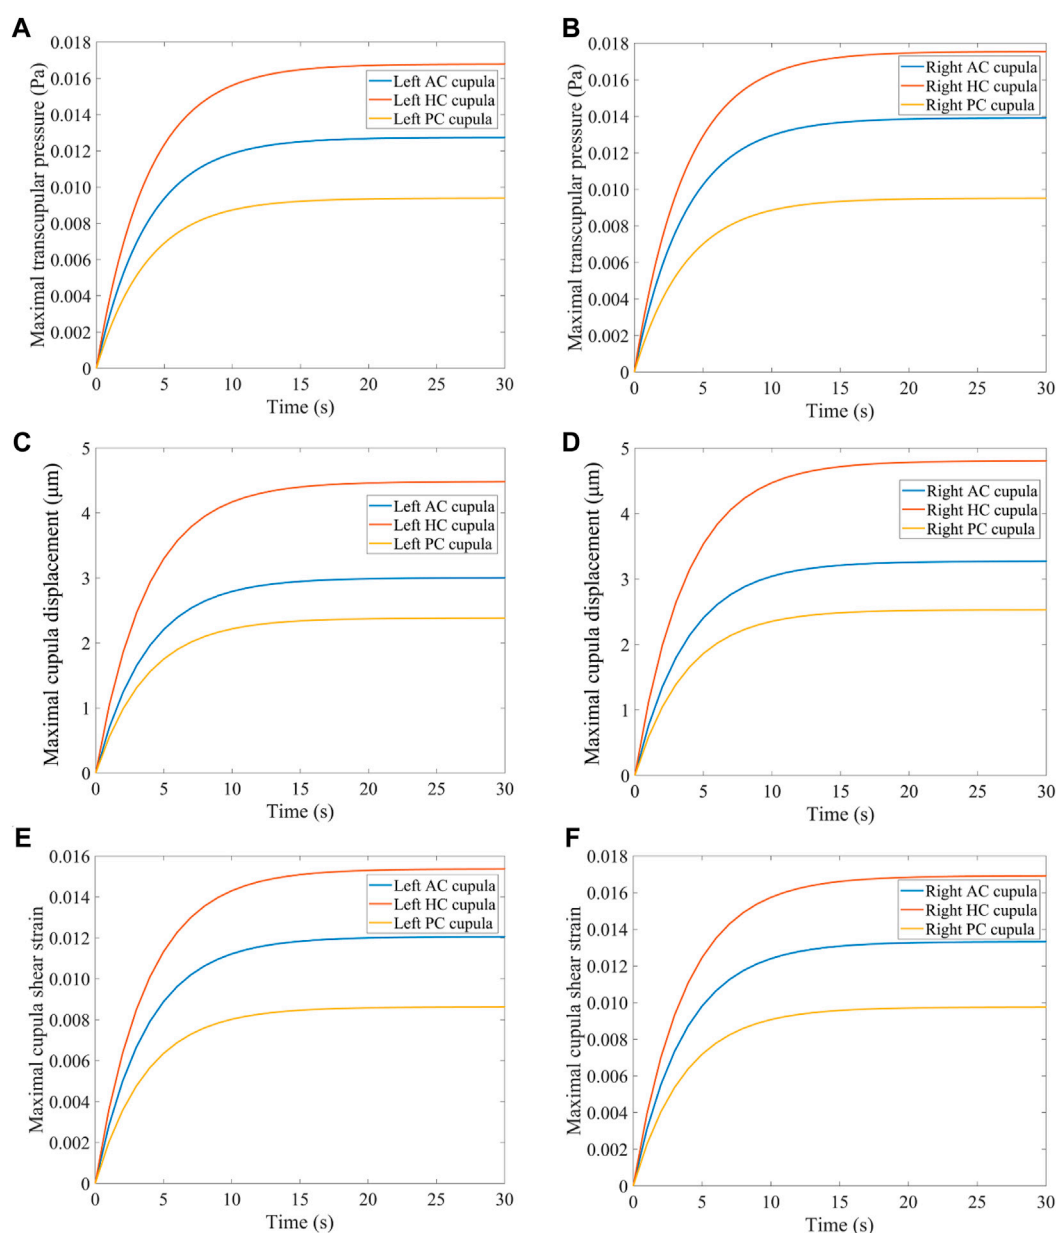 A
0.018
0.016
0.014
0.012
0.010
0.008
0.006
0.004
0.002
0
Maximal transcupular pressure (Pa)
Left AC cupula
Left HC cupula
Left PC cupula
0 5 10 15 20 25 30
Time (s)
B
0.018
0.016
0.014
0.012
0.010
0.008
0.006
0.004
0.002
0
Maximal transcupular pressure (Pa)
Right AC cupula
Right HC cupula
Right PC cupula
0 5 10 15 20 25 30
Time (s)
C
5
4
3
2
1
0
Maximal cupula displacement (μm)
Left AC cupula
Left HC cupula
Left PC cupula
0 5 10 15 20 25 30
Time (s)
D
5
4
3
2
1
0
Maximal cupula displacement (μm)
Right AC cupula
Right HC cupula
Right PC cupula
0 5 10 15 20 25 30
Time (s)
E
0.016
0.014
0.012
0.010
0.008
0.006
0.004
0.002
0
Maximal cupula shear strain
Left AC cupula
Left HC cupula
Left PC cupula
0 5 10 15 20 25 30
Time (s)
F
0.018
0.016
0.014
0.012
0.010
0.008
0.006
0.004
0.002
0
Maximal cupula shear strain
Right AC cupula
Right HC cupula
Right PC cupula
0 5 10 15 20 25 30
Time (s)